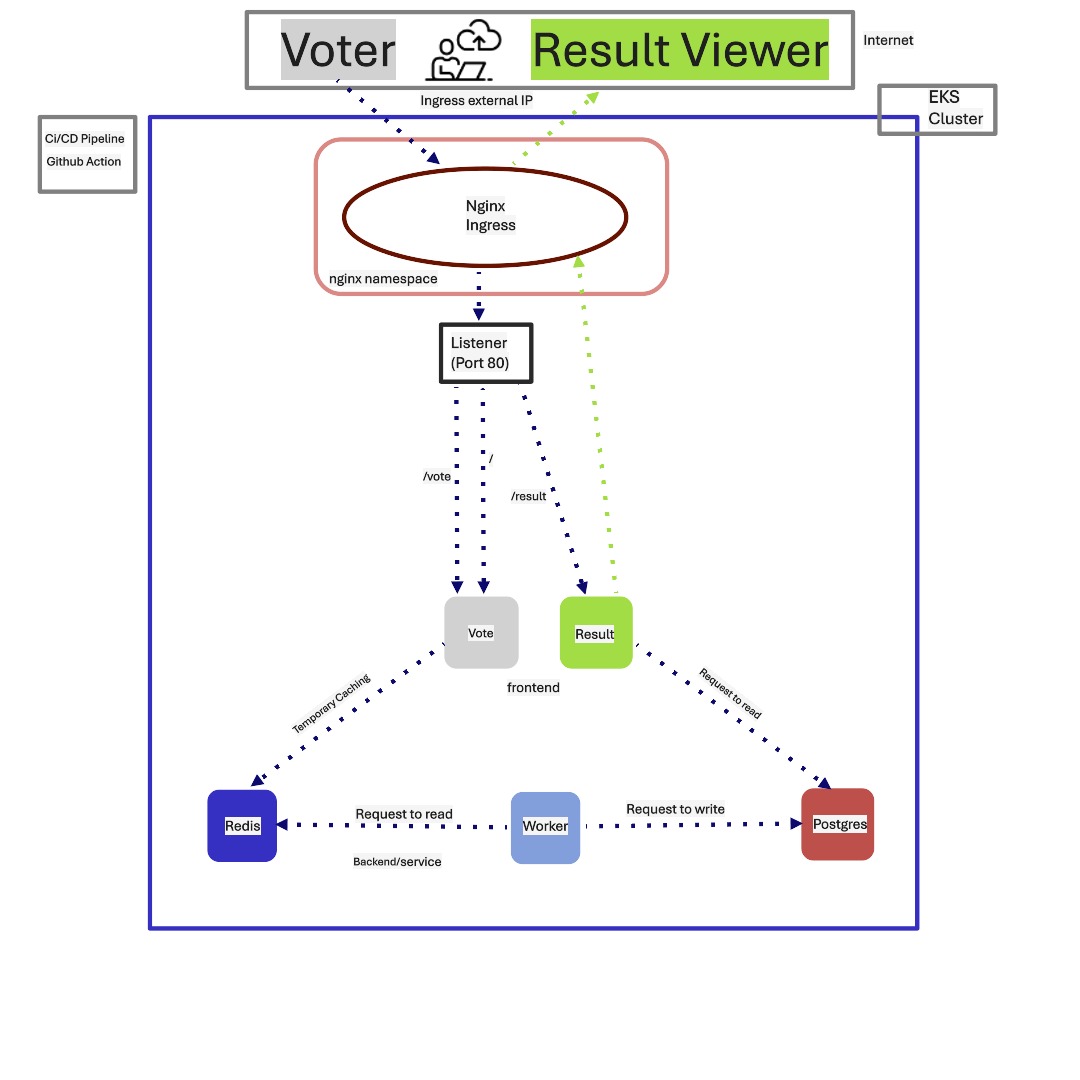 Voter
Result Viewer
Internet
Ingress external IP
EKS
Cluster
Ci/CD Pipeline
Github Action
Nginx
Ingress
nginx namespace
Listener
(Port 80)
/
/vote
/result
Vote
Result
frontend
Temporary Caching
Request to read
Redis
Request to read
Worker
Request to write
Postgres
Backend/service